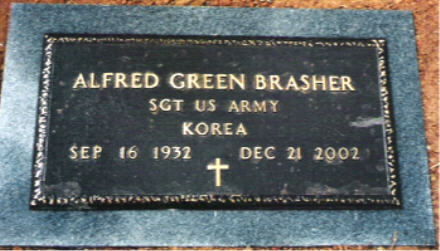 ALFRED GREEN BRASHER
SGT US ARMY
KOREA
SEP 16 1932 DEC 21 2002